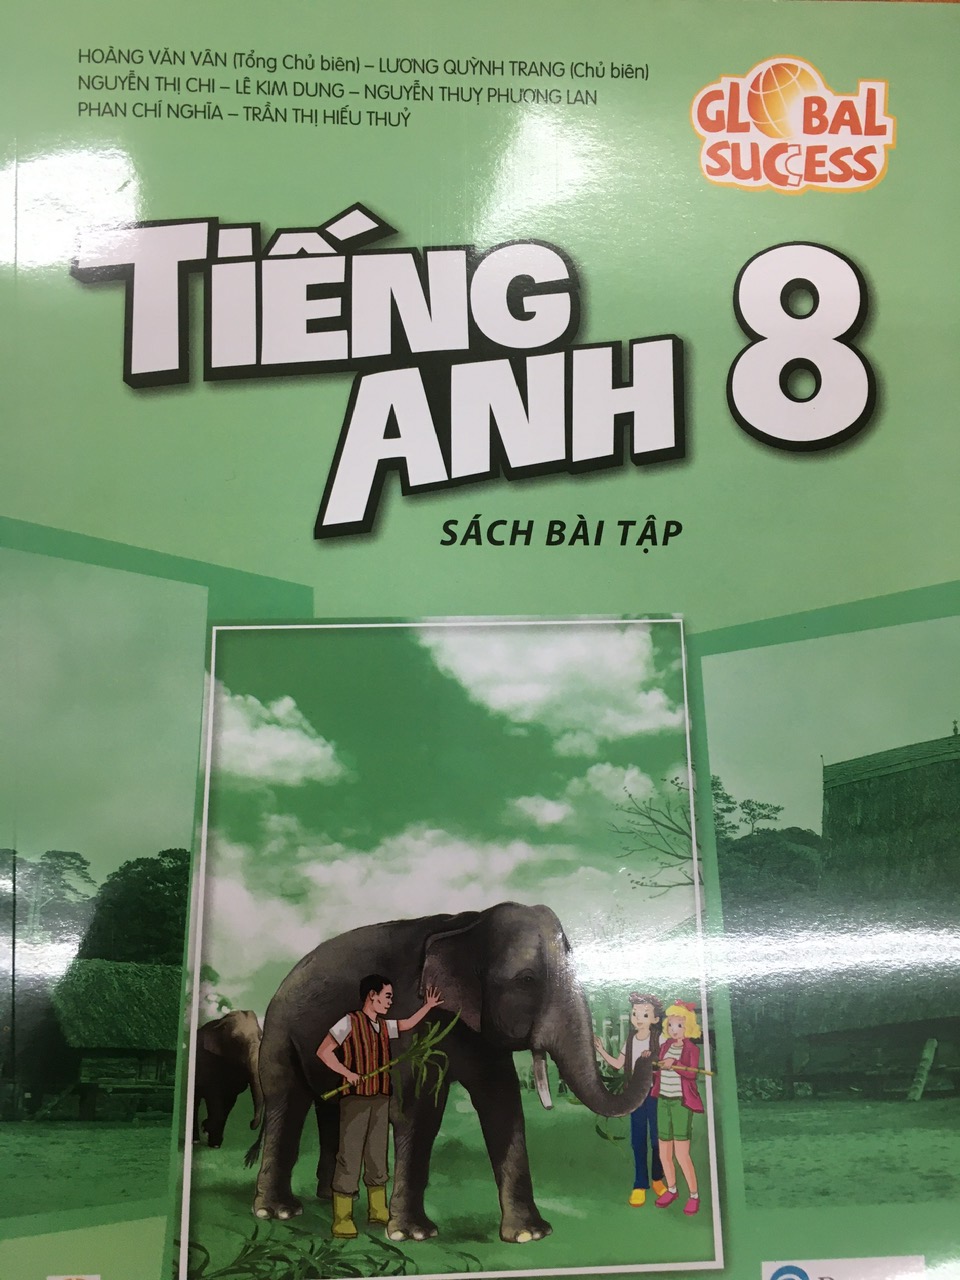 HOÀNG VĂN VÂN (Tổng Chủ biên) – LƯƠNG QUỲNH TRANG (Chủ biên)
NGUYỄN THỊ CHI – LÊ KIM DUNG – NGUYỄN THUỴ PHƯƠNG LAN
PHAN CHÍ NGHĨA – TRẦN THỊ HIẾU THUỶ
GLOBAL
SUCCESS
TIẾNG
ANH 8
SÁCH BÀI TẬP